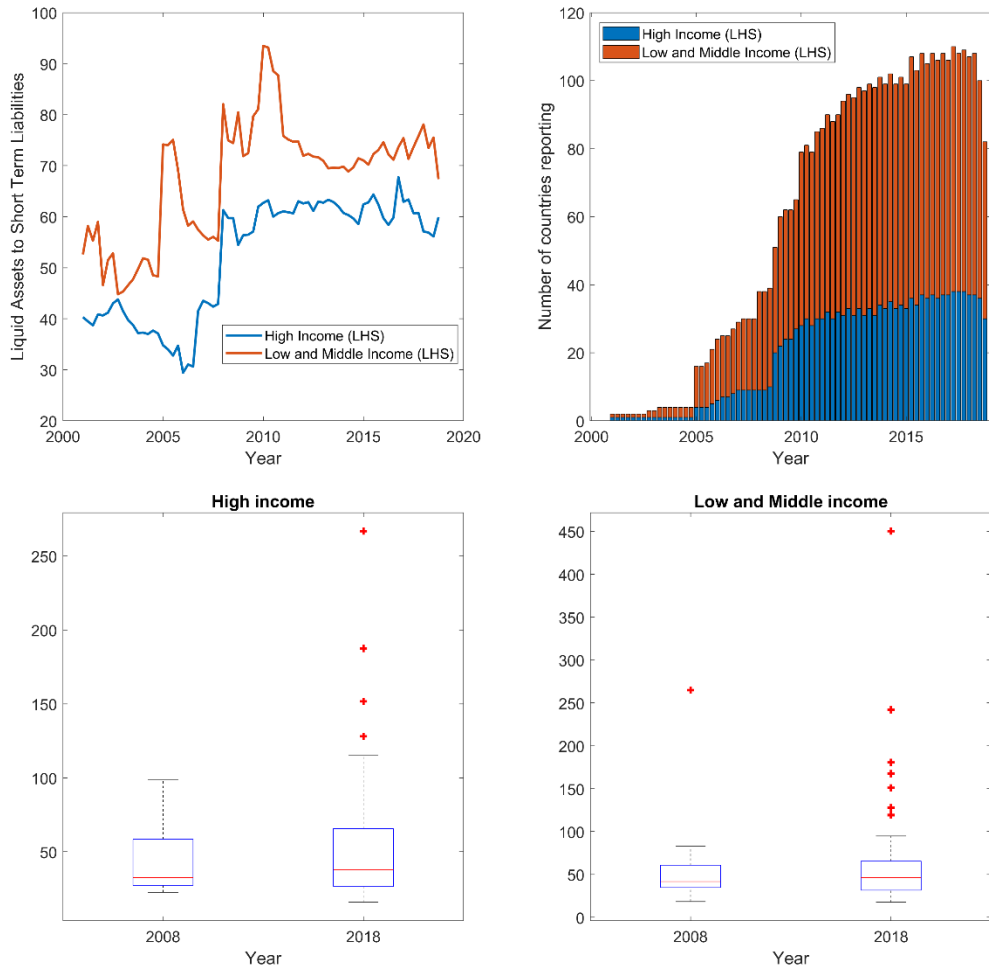 100
90
80
70
60
50
40
30
20
Liquid Assets to Short Term Liabilities
High Income (LHS)
Low and Middle Income (LHS)
2000 2005 2010 2015 2020
Year
120
100
80
60
40
20
0
Number of countries reporting
High Income (LHS)
Low and Middle Income (LHS)
2000 2005 2010 2015
Year
High income
250
200
150
100
50
2008 2018
Year
Low and Middle income
450
400
350
300
250
200
150
100
50
0
2008 2018
Year